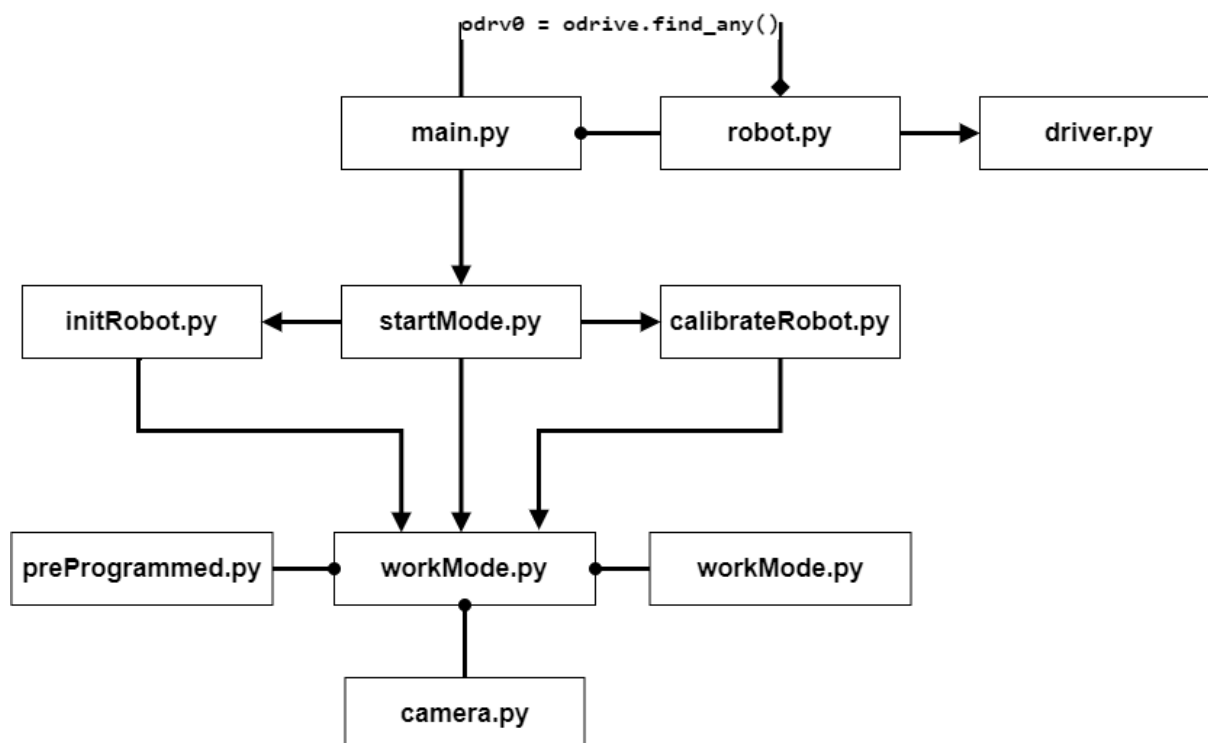 odrv0 = odrive.find_any()
main.py
robot.py
driver.py
initRobot.py
startMode.py
calibrateRobot.py
preProgrammed.py
workMode.py
workMode.py
camera.py